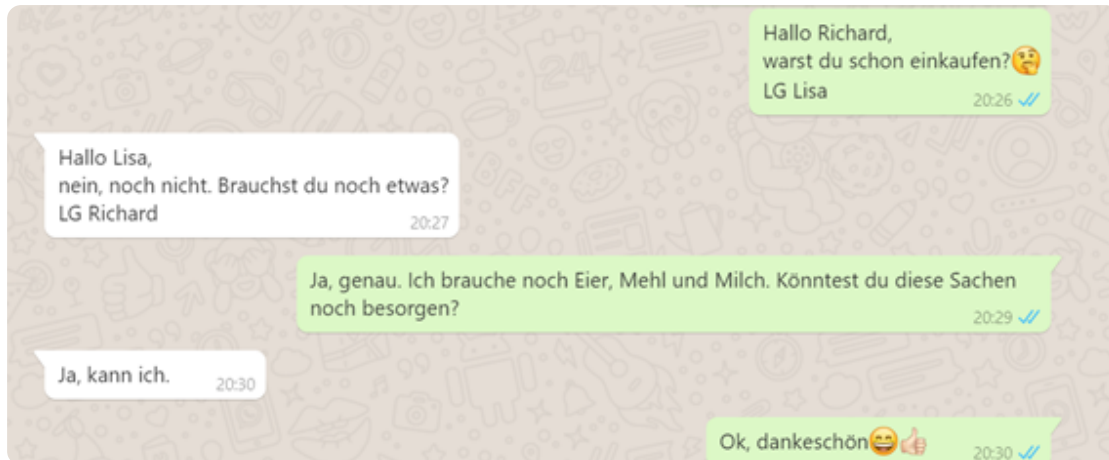 Hallo Richard,
warst du schon einkaufen?🤔
LG Lisa
20:26
Hallo Lisa,
nein, noch nicht. Brauchst du noch etwas?
LG Richard
20:27
Ja, genau. Ich brauche noch Eier, Mehl und Milch. Könntest du diese Sachen
noch besorgen?
20:29
Ja, kann ich.
20:30
Ok, dankeschön😄👍🏻
20:30